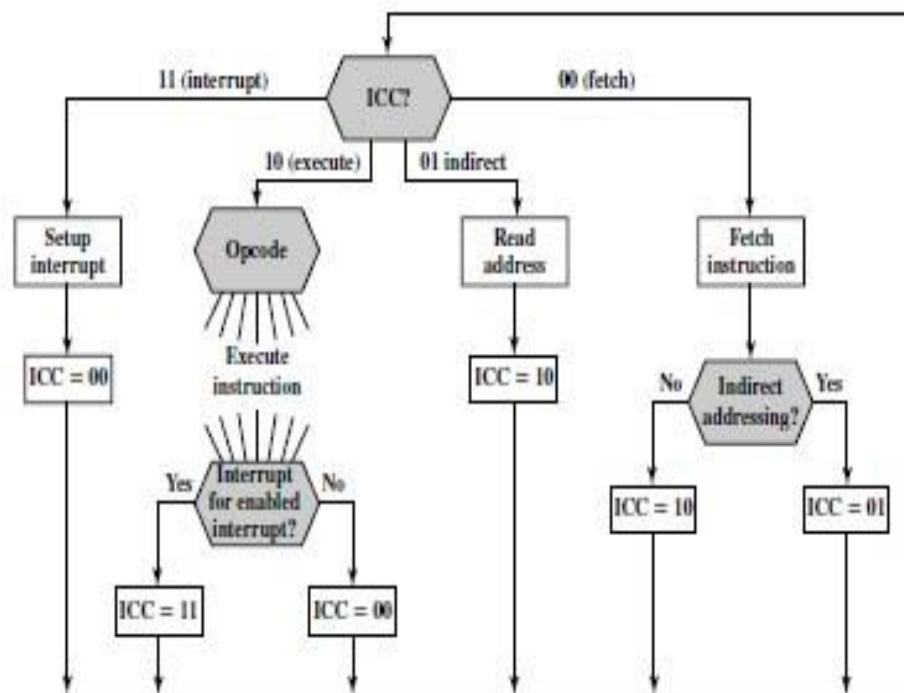 11 (interrupt)
ICC?
00 (fetch)
10 (execute)
01 indirect
Setup
interrupt
Opcode
Read
address
Fetch
instruction
ICC = 00
Execute
instruction
ICC = 10
No
Indirect
addressing?
Yes
Yes
Interrupt
for enabled
interrupt?
No
ICC = 10
ICC = 01
ICC = 11
ICC = 00